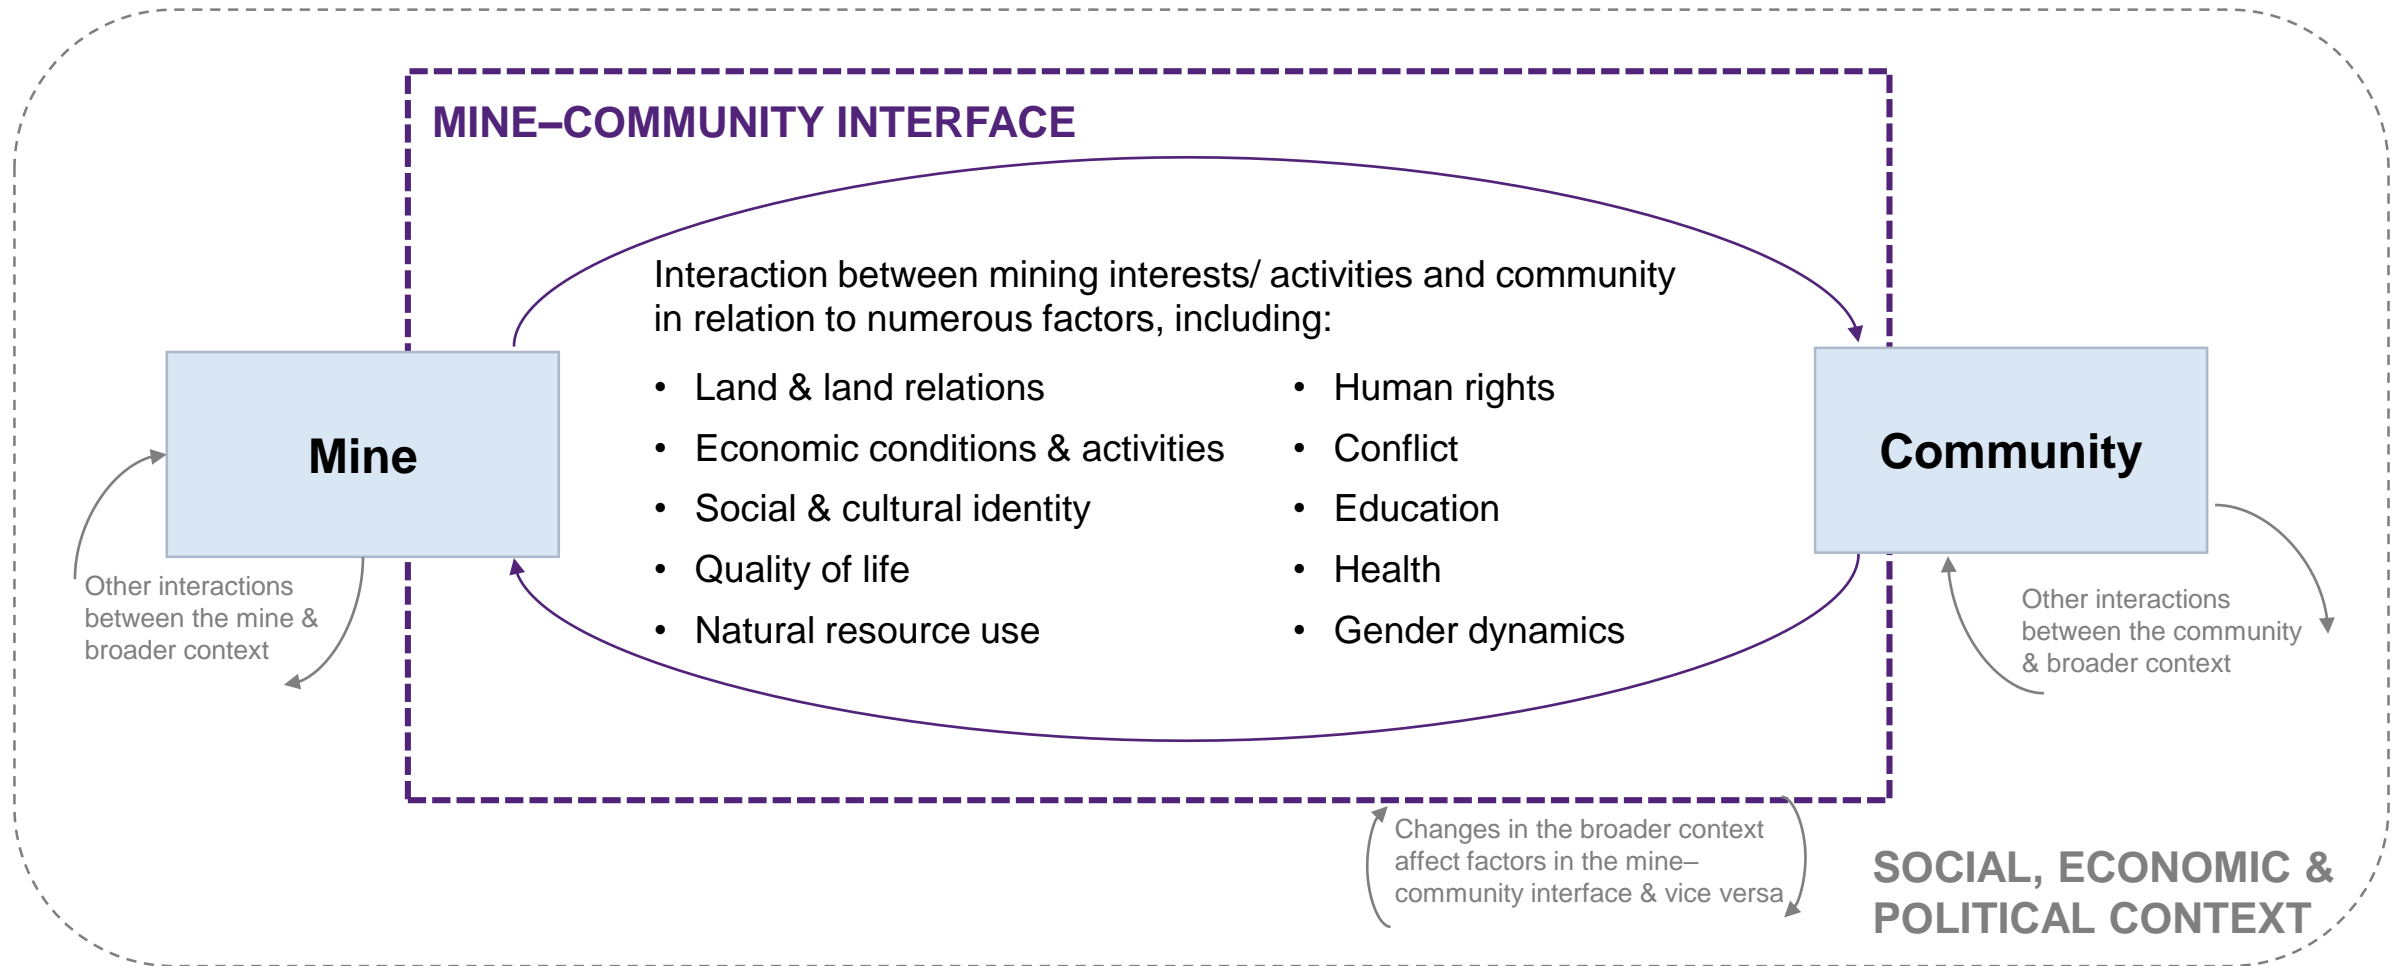 MINE–COMMUNITY INTERFACE
Interaction between mining interests/ activities and community
in relation to numerous factors, including:
• Land & land relations
• Economic conditions & activities
• Social & cultural identity
• Quality of life
• Natural resource use
• Human rights
• Conflict
• Education
• Health
• Gender dynamics
Mine
Community
Other interactions
between the mine &
broader context
Other interactions
between the community
& broader context
Changes in the broader context
affect factors in the mine–
community interface & vice versa
SOCIAL, ECONOMIC &
POLITICAL CONTEXT